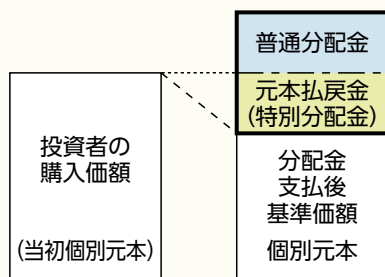 普通分配金
元本払戻金
(特別分配金)
投資者の
購入価額
(当初個別元本)
分配金
支払後
基準価額
個別元本